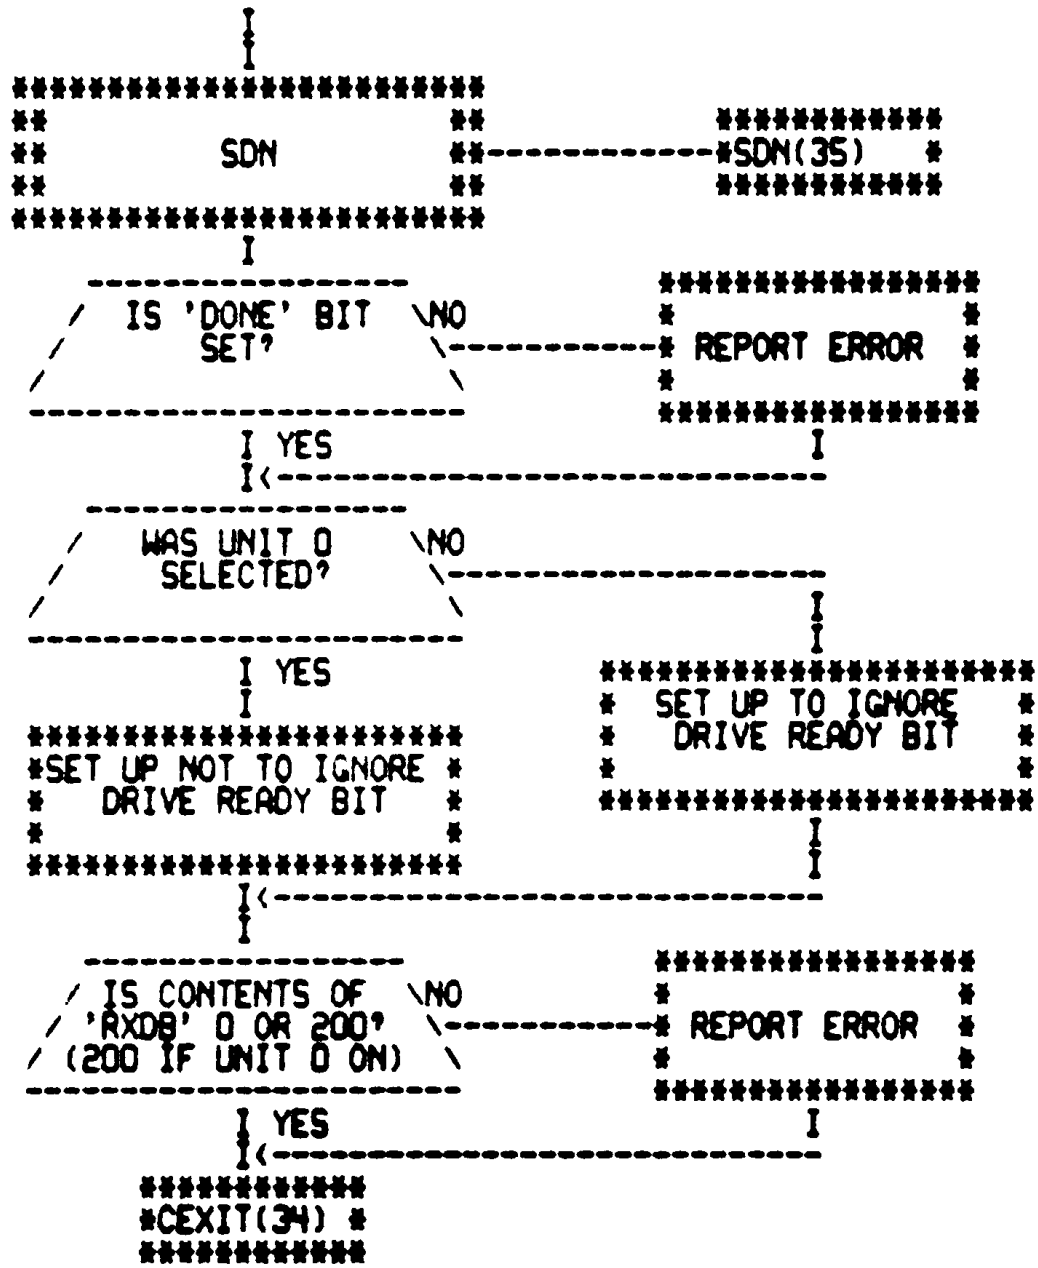 SDN
SDN(35)
IS 'DONE' BIT
SET?
NO
REPORT ERROR
YES
WAS UNIT 0
SELECTED?
NO
YES
SET UP TO IGNORE
DRIVE READY BIT
SET UP NOT TO IGNORE
DRIVE READY BIT
IS CONTENTS OF
'RXDB' 0 OR 200?
(200 IF UNIT 0 ON)
NO
REPORT ERROR
YES
CEXIT(34)